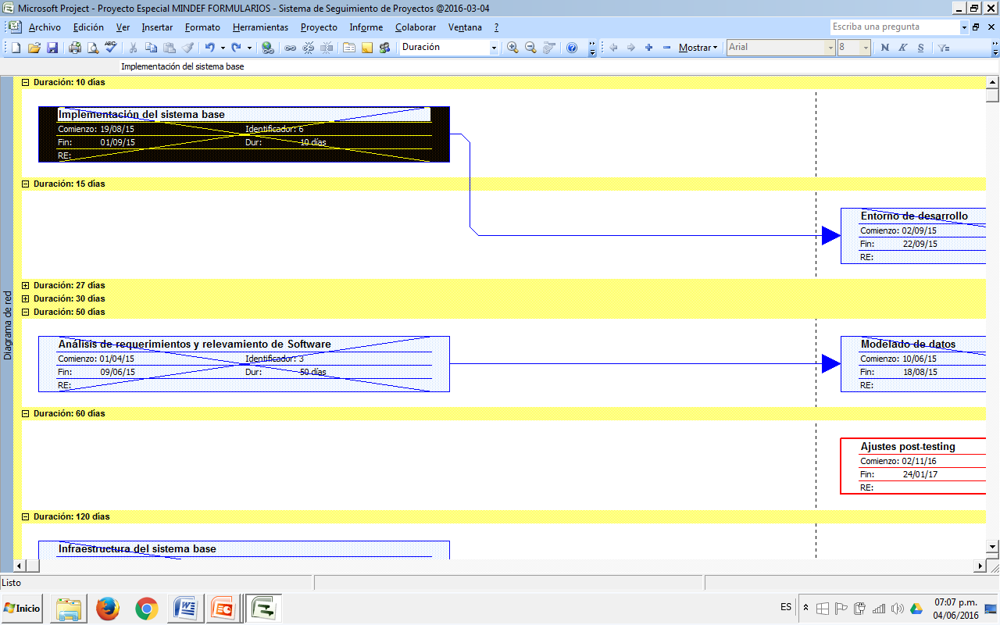 Microsoft Project - Proyecto Especial MINDEF FORMULARIOS - Sistema de Seguimiento de Proyectos @2016-03-04
Archivo Edición Ver Insertar Formato Herramientas Proyecto Informe Colaborar Ventana ? Escriba una pregunta
Duración Mostrar Arial 8 N K S
Implementación del sistema base
Duración: 10 días
Implementación del sistema base
Comienzo: 19/08/15 Identificador: 6
Fin: 01/09/15 Dur: 10 días
RE:
Duración: 15 días
Entorno de desarrollo
Comienzo: 02/09/15
Fin: 22/09/15
RE:
Duración: 27 días
Duración: 30 días
Duración: 50 días
Diagrama de red
Análisis de requerimientos y relevamiento de Software
Comienzo: 01/04/15 Identificador: 3
Fin: 09/06/15 Dur: 50 días
RE:
Modelado de datos
Comienzo: 10/06/15
Fin: 18/08/15
RE:
Duración: 60 días
Ajustes post-testing
Comienzo: 02/11/16
Fin: 24/01/17
RE:
Duración: 120 días
Infraestructura del sistema base
Listo
Inicio
ES
07:07 p.m.
04/06/2016